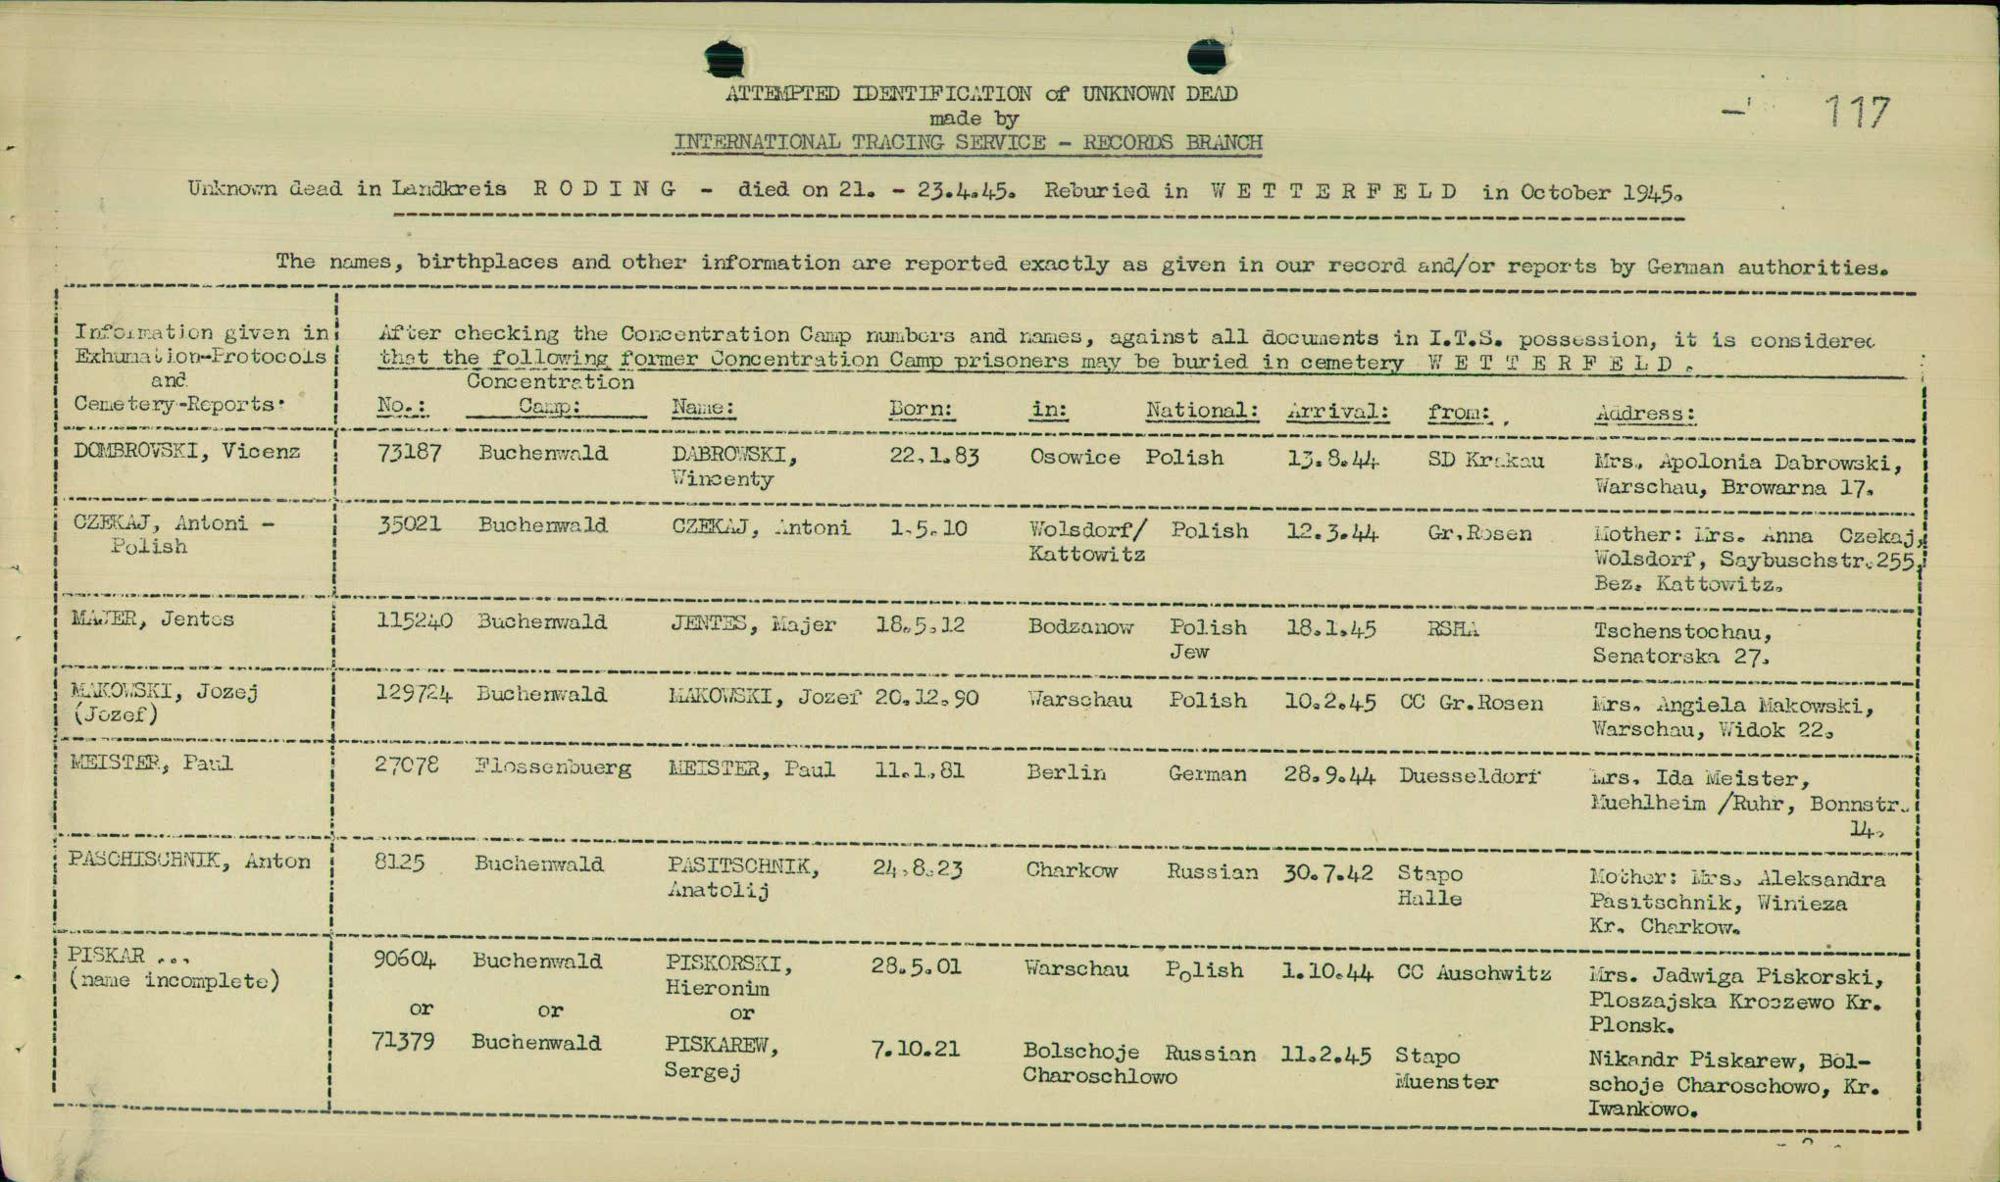 ATTEMPTED IDENTIFICATION of UNKNOWN DEAD
117
made by
INTERNATIONAL TRACING SERVICE - RECORDS BRANCH
Unknown dead in Landkreis R O D I N G - died on 21. - 23.4.45. Reburied in W E T T E R F E L D in October 1945.
The names, birthplaces and other information are reported exactly as given in our record and/or reports by German authorities.
Information given in
Exhumation-Protocols
and
Cemetery-Reports:
After checking the Concentration Camp numbers and names, against all documents in I.T.S. possession, it is considered
that the following former Concentration Camp prisoners may be buried in cemetery W E T T E R F E L D .
Concentration
No.: Camp: Name: Born: in: National: Arrival: from: Address:
DOMBROVSKI, Vicenz 73187 Buchenwald DABROWSKI, 22.1.83 Osowice Polish 13.8.44 SD Krakau Mrs. Apolonia Dabrowski,
Wincenty Warschau, Browarna 17.
CZEKAJ, Antoni - 35021 Buchenwald CZEKAJ, Antoni 1.5.10 Wolsdorf/ Polish 12.3.44 Gr.Rosen Mother: Mrs. Anna Czekaj,
Polish Kattowitz Wolsdorf, Saybuschstr.255,
Bez. Kattowitz.
MAJER, Jentes 115240 Buchenwald JENTES, Majer 18.5.12 Bodzanow Polish 18.1.45 RSHA Tschenstochau,
Jew Senatorska 27.
MAKOWSKI, Jozej 129724 Buchenwald MAKOWSKI, Jozef 20.12.90 Warschau Polish 10.2.45 CC Gr.Rosen Mrs. Angiela Makowski,
(Jozef) Warschau, Widok 22.
MEISTER, Paul 27078 Flossenbuerg MEISTER, Paul 11.1.81 Berlin German 28.9.44 Duesseldorf Mrs. Ida Meister,
Muehlheim /Ruhr, Bonnstr.
14.
PASCHISCHNIK, Anton 8125 Buchenwald PASITSCHNIK, 24.8.23 Charkow Russian 30.7.42 Stapo Mother: Mrs. Aleksandra
Anatolij Halle Pasitschnik, Winieza
Kr. Charkow.
PISKAR ... 90604 Buchenwald PISKORSKI, 28.5.01 Warschau Polish 1.10.44 CC Auschwitz Mrs. Jadwiga Piskorski,
(name incomplete) Hieronim Ploszajska Kroczewo Kr.
or or or Plonsk.
71379 Buchenwald PISKAREW, 7.10.21 Bolschoje Russian 11.2.45 Stapo Nikandr Piskarew, Bol-
Sergej Charoschlowo Muenster schoje Charoschowo, Kr.
Iwankowo.